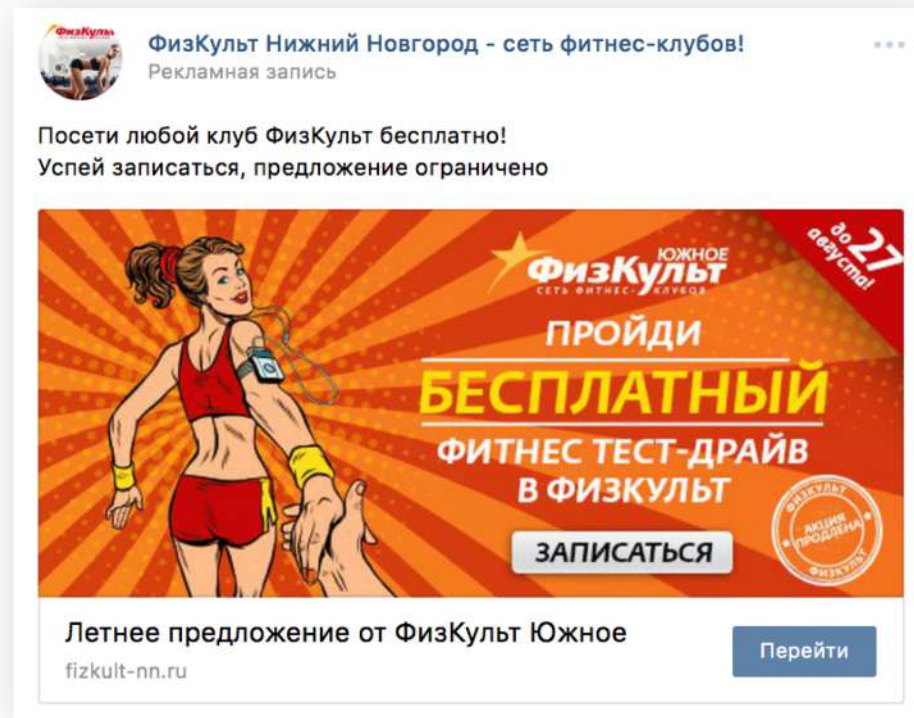 ФизКульт
ФизКульт Нижний Новгород - сеть фитнес-клубов!
Рекламная запись
Посети любой клуб ФизКульт бесплатно!
Успей записаться, предложение ограничено
до 27
августа!
ЮЖНОЕ
ФизКульт
СЕТЬ ФИТНЕС-КЛУБОВ
ПРОЙДИ
БЕСПЛАТНЫЙ
ФИТНЕС ТЕСТ-ДРАЙВ
В ФИЗКУЛЬТ
ЗАПИСАТЬСЯ
ФИЗКУЛЬТ
АКЦИЯ
ПРОДЛЕНА
ФИЗКУЛЬТ
Летнее предложение от ФизКульт Южное
fizkult-nn.ru
Перейти